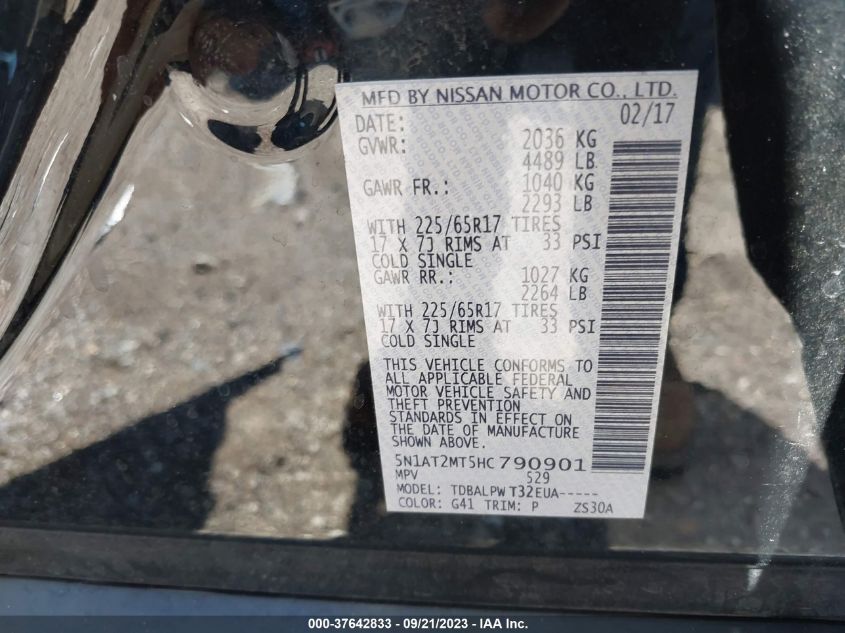 MFD BY NISSAN MOTOR CO., LTD.
DATE: 02/17
GVWR: 2036 KG
4489 LB
GAWR FR.: 1040 KG
2293 LB
WITH 225/65R17 TIRES
17 X 7J RIMS AT 33 PSI
COLD SINGLE
GAWR RR.: 1027 KG
2264 LB
WITH 225/65R17 TIRES
17 X 7J RIMS AT 33 PSI
COLD SINGLE
THIS VEHICLE CONFORMS TO
ALL APPLICABLE FEDERAL
MOTOR VEHICLE SAFETY AND
THEFT PREVENTION
STANDARDS IN EFFECT ON
THE DATE OF MANUFACTURE
SHOWN ABOVE.
5N1AT2MT5HC790901
MPV 529
MODEL: TDBALPW T32EUA-----
COLOR: G41 TRIM: P ZS30A
000-37642833 - 09/21/2023 - IAA Inc.